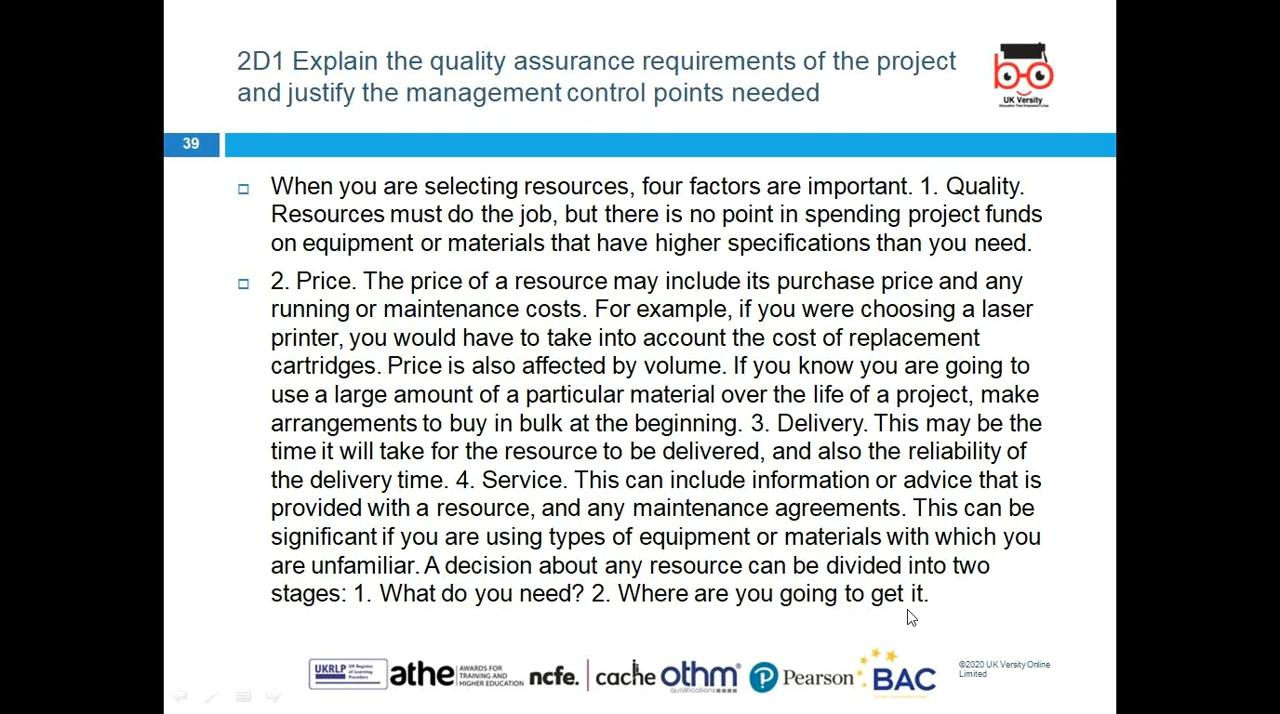 2D1 Explain the quality assurance requirements of the project
and justify the management control points needed
UK Versity
39
When you are selecting resources, four factors are important. 1. Quality.
Resources must do the job, but there is no point in spending project funds
on equipment or materials that have higher specifications than you need.
2. Price. The price of a resource may include its purchase price and any
running or maintenance costs. For example, if you were choosing a laser
printer, you would have to take into account the cost of replacement
cartridges. Price is also affected by volume. If you know you are going to
use a large amount of a particular material over the life of a project, make
arrangements to buy in bulk at the beginning. 3. Delivery. This may be the
time it will take for the resource to be delivered, and also the reliability of
the delivery time. 4. Service. This can include information or advice that is
provided with a resource, and any maintenance agreements. This can be
significant if you are using types of equipment or materials with which you
are unfamiliar. A decision about any resource can be divided into two
stages: 1. What do you need? 2. Where are you going to get it.
UKRLP UK Register of Learning Providers
athe AWARDS FOR TRAINING AND HIGHER EDUCATION
ncfe. cache
othm qualifications
Pearson
BAC
©2020 UK Versity Online
Limited